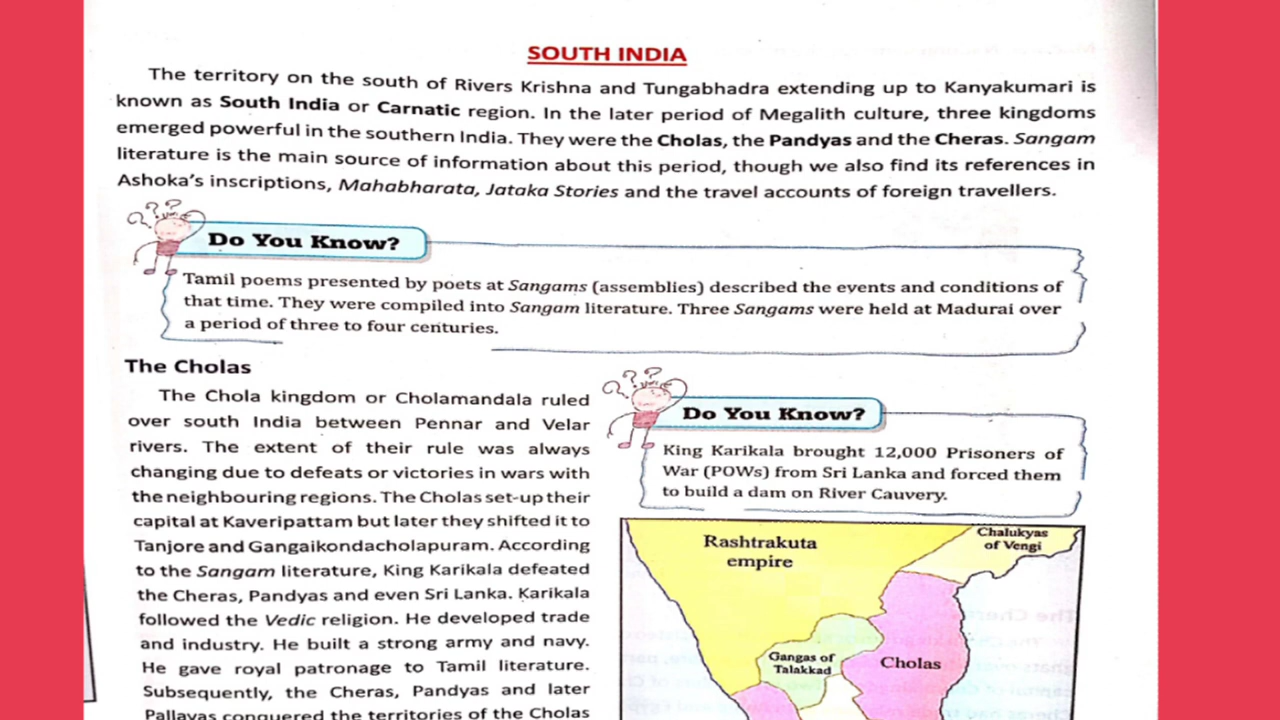 SOUTH INDIA
The territory on the south of Rivers Krishna and Tungabhadra extending up to Kanyakumari is
known as South India or Carnatic region. In the later period of Megalith culture, three kingdoms
emerged powerful in the southern India. They were the Cholas, the Pandyas and the Cheras. Sangam
literature is the main source of information about this period, though we also find its references in
Ashoka's inscriptions, Mahabharata, Jataka Stories and the travel accounts of foreign travellers.
???
Do You Know?
Tamil poems presented by poets at Sangams (assemblies) described the events and conditions of
that time. They were compiled into Sangam literature. Three Sangams were held at Madurai over
a period of three to four centuries.
The Cholas
The Chola kingdom or Cholamandala ruled
over south India between Pennar and Velar
rivers. The extent of their rule was always
changing due to defeats or victories in wars with
the neighbouring regions. The Cholas set-up their
capital at Kaveripattam but later they shifted it to
Tanjore and Gangaikondacholapuram. According
to the Sangam literature, King Karikala defeated
the Cheras, Pandyas and even Sri Lanka. Karikala
followed the Vedic religion. He developed trade
and industry. He built a strong army and navy.
He gave royal patronage to Tamil literature.
Subsequently, the Cheras, Pandyas and later
Pallavas conquered the territories of the Cholas
???
Do You Know?
King Karikala brought 12,000 Prisoners of
War (POWs) from Sri Lanka and forced them
to build a dam on River Cauvery.
Rashtrakuta
empire
Chalukyas
of Vengi
Gangas of
Talakkad
Cholas